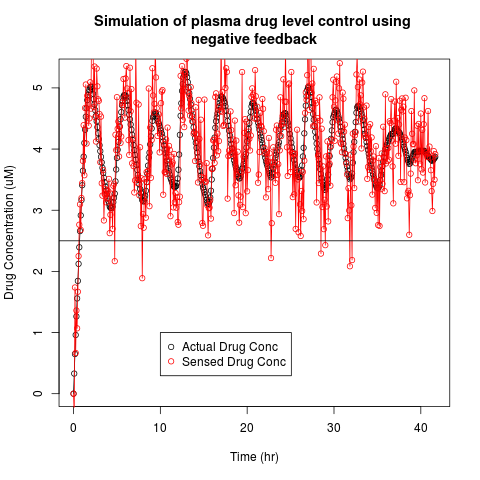 Simulation of plasma drug level control using
negative feedback
Drug Concentration (uM)
5
4
3
2
1
0
Actual Drug Conc
Sensed Drug Conc
0 10 20 30 40
Time (hr)